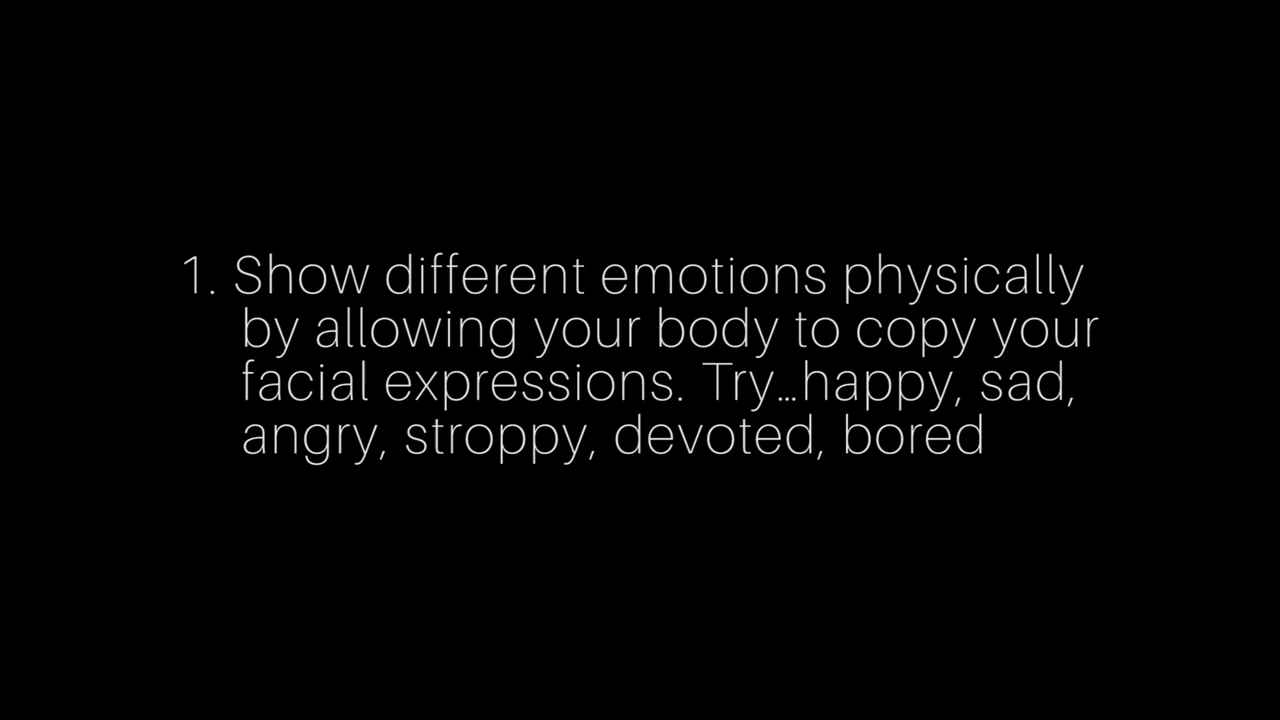 1. Show different emotions physically
by allowing your body to copy your
facial expressions. Try…happy, sad,
angry, stroppy, devoted, bored